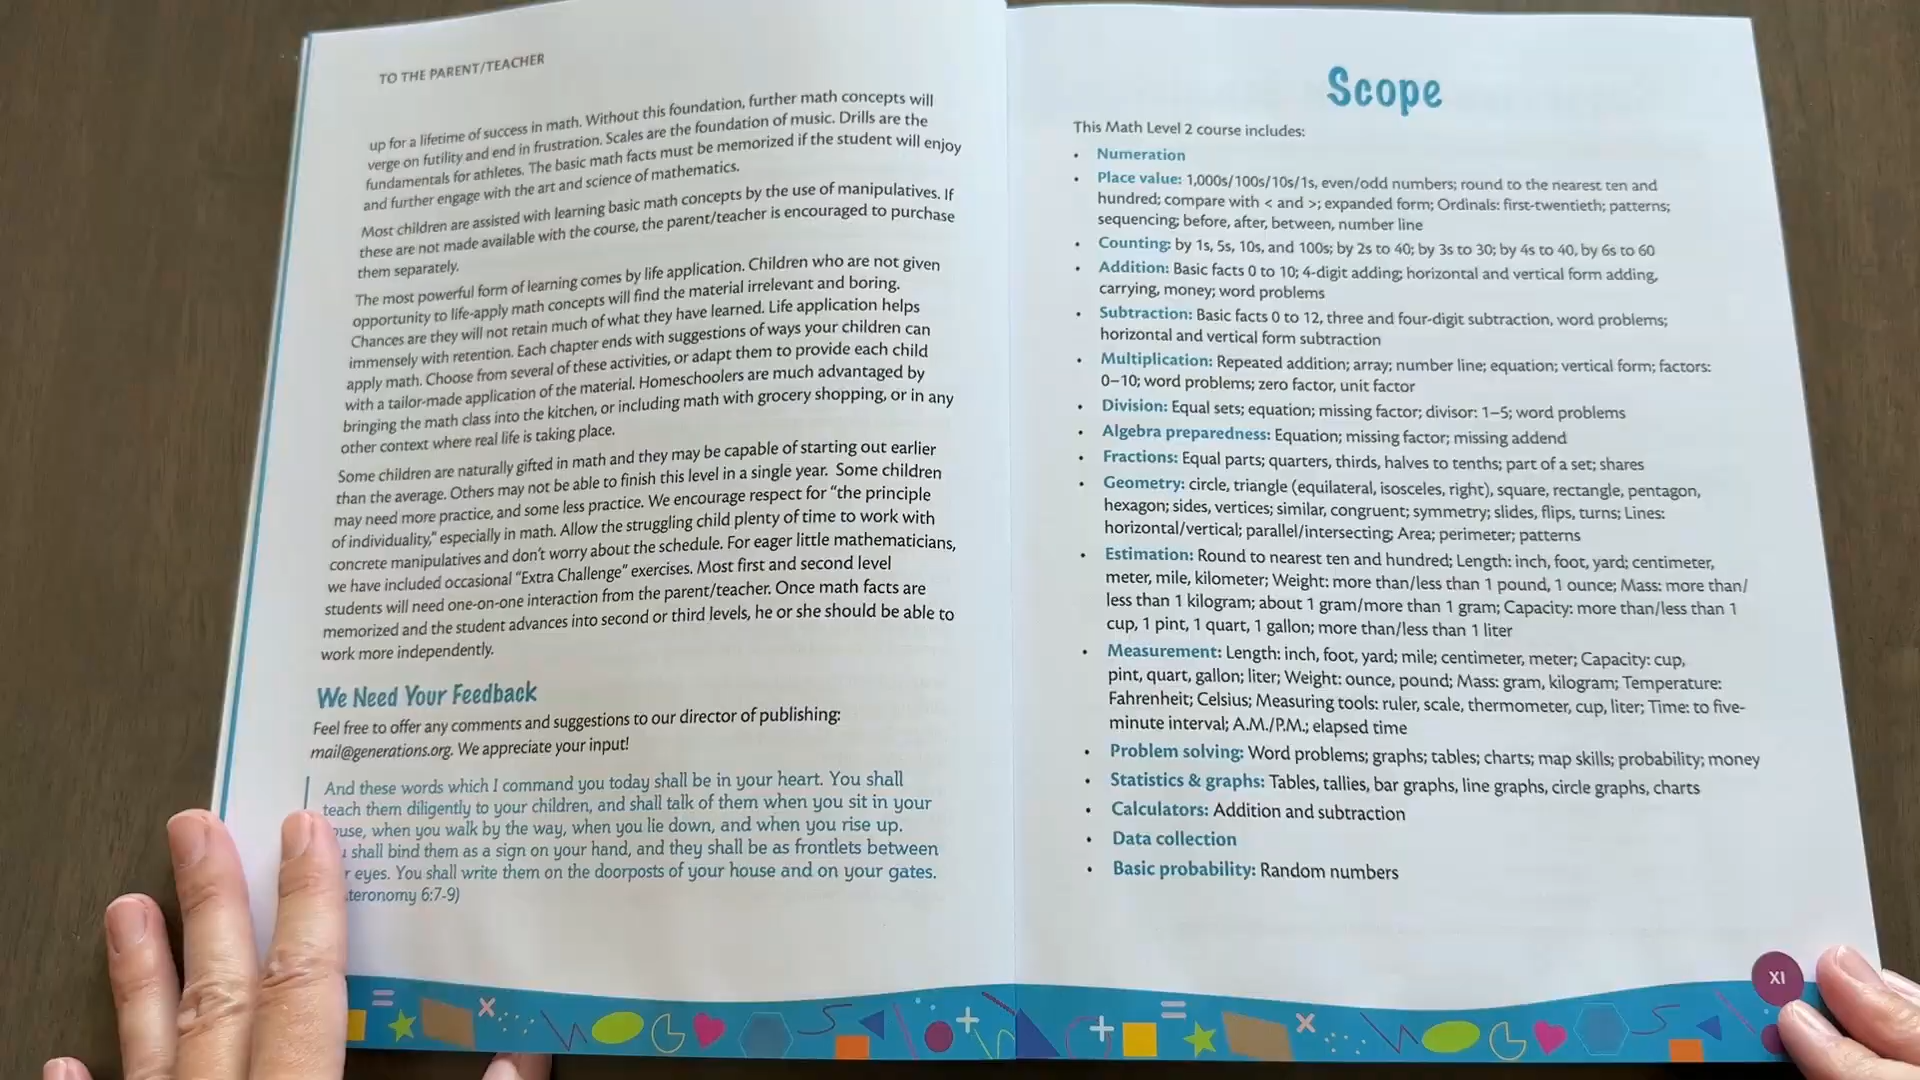 TO THE PARENT/TEACHER
up for a lifetime of success in math. Without this foundation, further math concepts will
verge on futility and end in frustration. Scales are the foundation of music. Drills are the
fundamentals for athletes. The basic math facts must be memorized if the student will enjoy
and further engage with the art and science of mathematics.
Most children are assisted with learning basic math concepts by the use of manipulatives. If
these are not made available with the course, the parent/teacher is encouraged to purchase
them separately.
The most powerful form of learning comes by life application. Children who are not given
opportunity to life-apply math concepts will find the material irrelevant and boring.
Chances are they will not retain much of what they have learned. Life application helps
immensely with retention. Each chapter ends with suggestions of ways your children can
apply math. Choose from several of these activities, or adapt them to provide each child
with a tailor-made application of the material. Homeschoolers are much advantaged by
bringing the math class into the kitchen, or including math with grocery shopping, or in any
other context where real life is taking place.
Some children are naturally gifted in math and they may be capable of starting out earlier
than the average. Others may not be able to finish this level in a single year. Some children
may need more practice, and some less practice. We encourage respect for “the principle
of individuality,” especially in math. Allow the struggling child plenty of time to work with
concrete manipulatives and don’t worry about the schedule. For eager little mathematicians,
we have included occasional “Extra Challenge” exercises. Most first and second level
students will need one-on-one interaction from the parent/teacher. Once math facts are
memorized and the student advances into second or third levels, he or she should be able to
work more independently.
We Need Your Feedback
Feel free to offer any comments and suggestions to our director of publishing:
mail@generations.org. We appreciate your input!
And these words which I command you today shall be in your heart. You shall
teach them diligently to your children, and shall talk of them when you sit in your
ouse, when you walk by the way, when you lie down, and when you rise up.
shall bind them as a sign on your hand, and they shall be as frontlets between
r eyes. You shall write them on the doorposts of your house and on your gates.
teronomy 6:7-9)
Scope
This Math Level 2 course includes:
• Numeration
• Place value: 1,000s/100s/10s/1s, even/odd numbers; round to the nearest ten and
hundred; compare with < and >; expanded form; Ordinals: first-twentieth; patterns;
sequencing; before, after, between, number line
• Counting: by 1s, 5s, 10s, and 100s; by 2s to 40; by 3s to 30; by 4s to 40, by 6s to 60
• Addition: Basic facts 0 to 10; 4-digit adding; horizontal and vertical form adding,
carrying, money; word problems
• Subtraction: Basic facts 0 to 12, three and four-digit subtraction, word problems;
horizontal and vertical form subtraction
• Multiplication: Repeated addition; array; number line; equation; vertical form; factors:
0–10; word problems; zero factor, unit factor
• Division: Equal sets; equation; missing factor; divisor: 1–5; word problems
• Algebra preparedness: Equation; missing factor; missing addend
• Fractions: Equal parts; quarters, thirds, halves to tenths; part of a set; shares
• Geometry: circle, triangle (equilateral, isosceles, right), square, rectangle, pentagon,
hexagon; sides, vertices; similar, congruent; symmetry; slides, flips, turns; Lines:
horizontal/vertical; parallel/intersecting; Area; perimeter; patterns
• Estimation: Round to nearest ten and hundred; Length: inch, foot, yard; centimeter,
meter, mile, kilometer; Weight: more than/less than 1 pound, 1 ounce; Mass: more than/
less than 1 kilogram; about 1 gram/more than 1 gram; Capacity: more than/less than 1
cup, 1 pint, 1 quart, 1 gallon; more than/less than 1 liter
• Measurement: Length: inch, foot, yard; mile; centimeter, meter; Capacity: cup,
pint, quart, gallon; liter; Weight: ounce, pound; Mass: gram, kilogram; Temperature:
Fahrenheit; Celsius; Measuring tools: ruler, scale, thermometer, cup, liter; Time: to five-
minute interval; A.M./P.M.; elapsed time
• Problem solving: Word problems; graphs; tables; charts; map skills; probability; money
• Statistics & graphs: Tables, tallies, bar graphs, line graphs, circle graphs, charts
• Calculators: Addition and subtraction
• Data collection
• Basic probability: Random numbers
XI